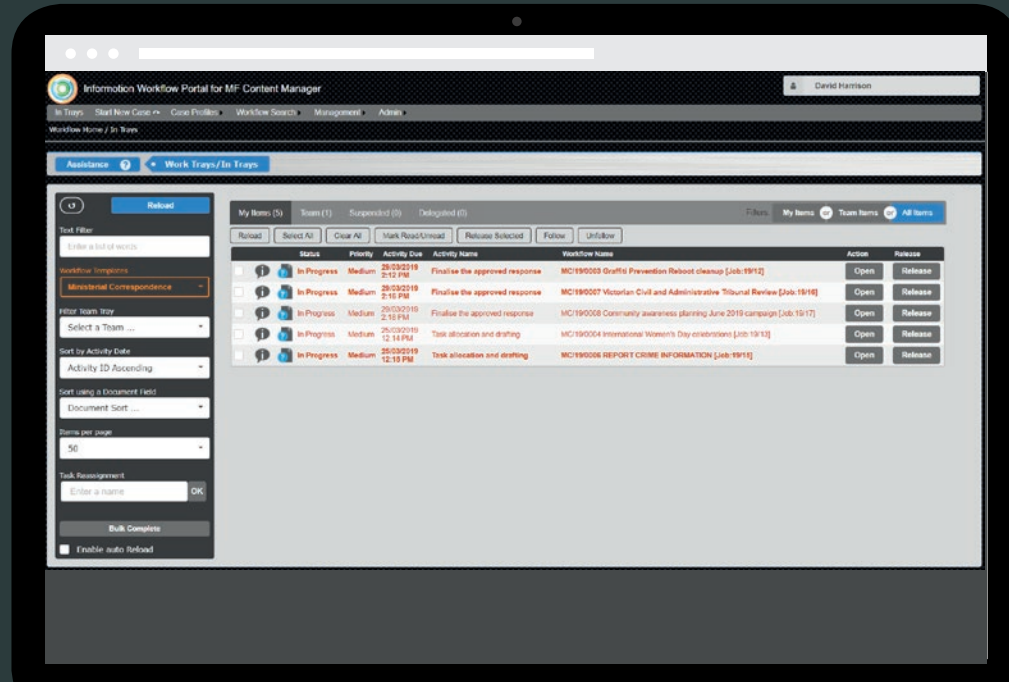 Information Workflow Portal for MF Content Manager
David Harrison
In Trays Start New Case Case Profiles Workflow Search Management Admin
Workflow Home / In Trays
Assistance ? Work Trays/In Trays
Reload
Text Filter
Enter a list of words
Workflow Templates
Ministerial Correspondence
Filter Team Tray
Select a Team ...
Sort by Activity Date
Activity ID Ascending
Sort using a Document Field
Document Sort ...
Items per page
50
Task Reassignment
Enter a name OK
Bulk Complete
Enable auto Reload
My Items (5) Team (1) Suspended (0) Delegated (0) Filters My Items or Team Items or All Items
Reload Select All Clear All Mark Read/Unread Release Selected Follow Unfollow
Status Priority Activity Due Activity Name Workflow Name Action Release
In Progress Medium 29/03/2019 2:12 PM Finalise the approved response MC/19/0003 Graffiti Prevention Reboot cleanup [Job:19/12] Open Release
In Progress Medium 29/03/2019 2:16 PM Finalise the approved response MC/19/0007 Victorian Civil and Administrative Tribunal Review [Job:19/16] Open Release
In Progress Medium 29/03/2019 2:18 PM Finalise the approved response MC/19/0008 Community awareness planning June 2019 campaign [Job:19/17] Open Release
In Progress Medium 25/03/2019 12:14 PM Task allocation and drafting MC/19/0004 International Women's Day celebrations [Job:19/13] Open Release
In Progress Medium 25/03/2019 12:15 PM Task allocation and drafting MC/19/0006 REPORT CRIME INFORMATION [Job:19/15] Open Release